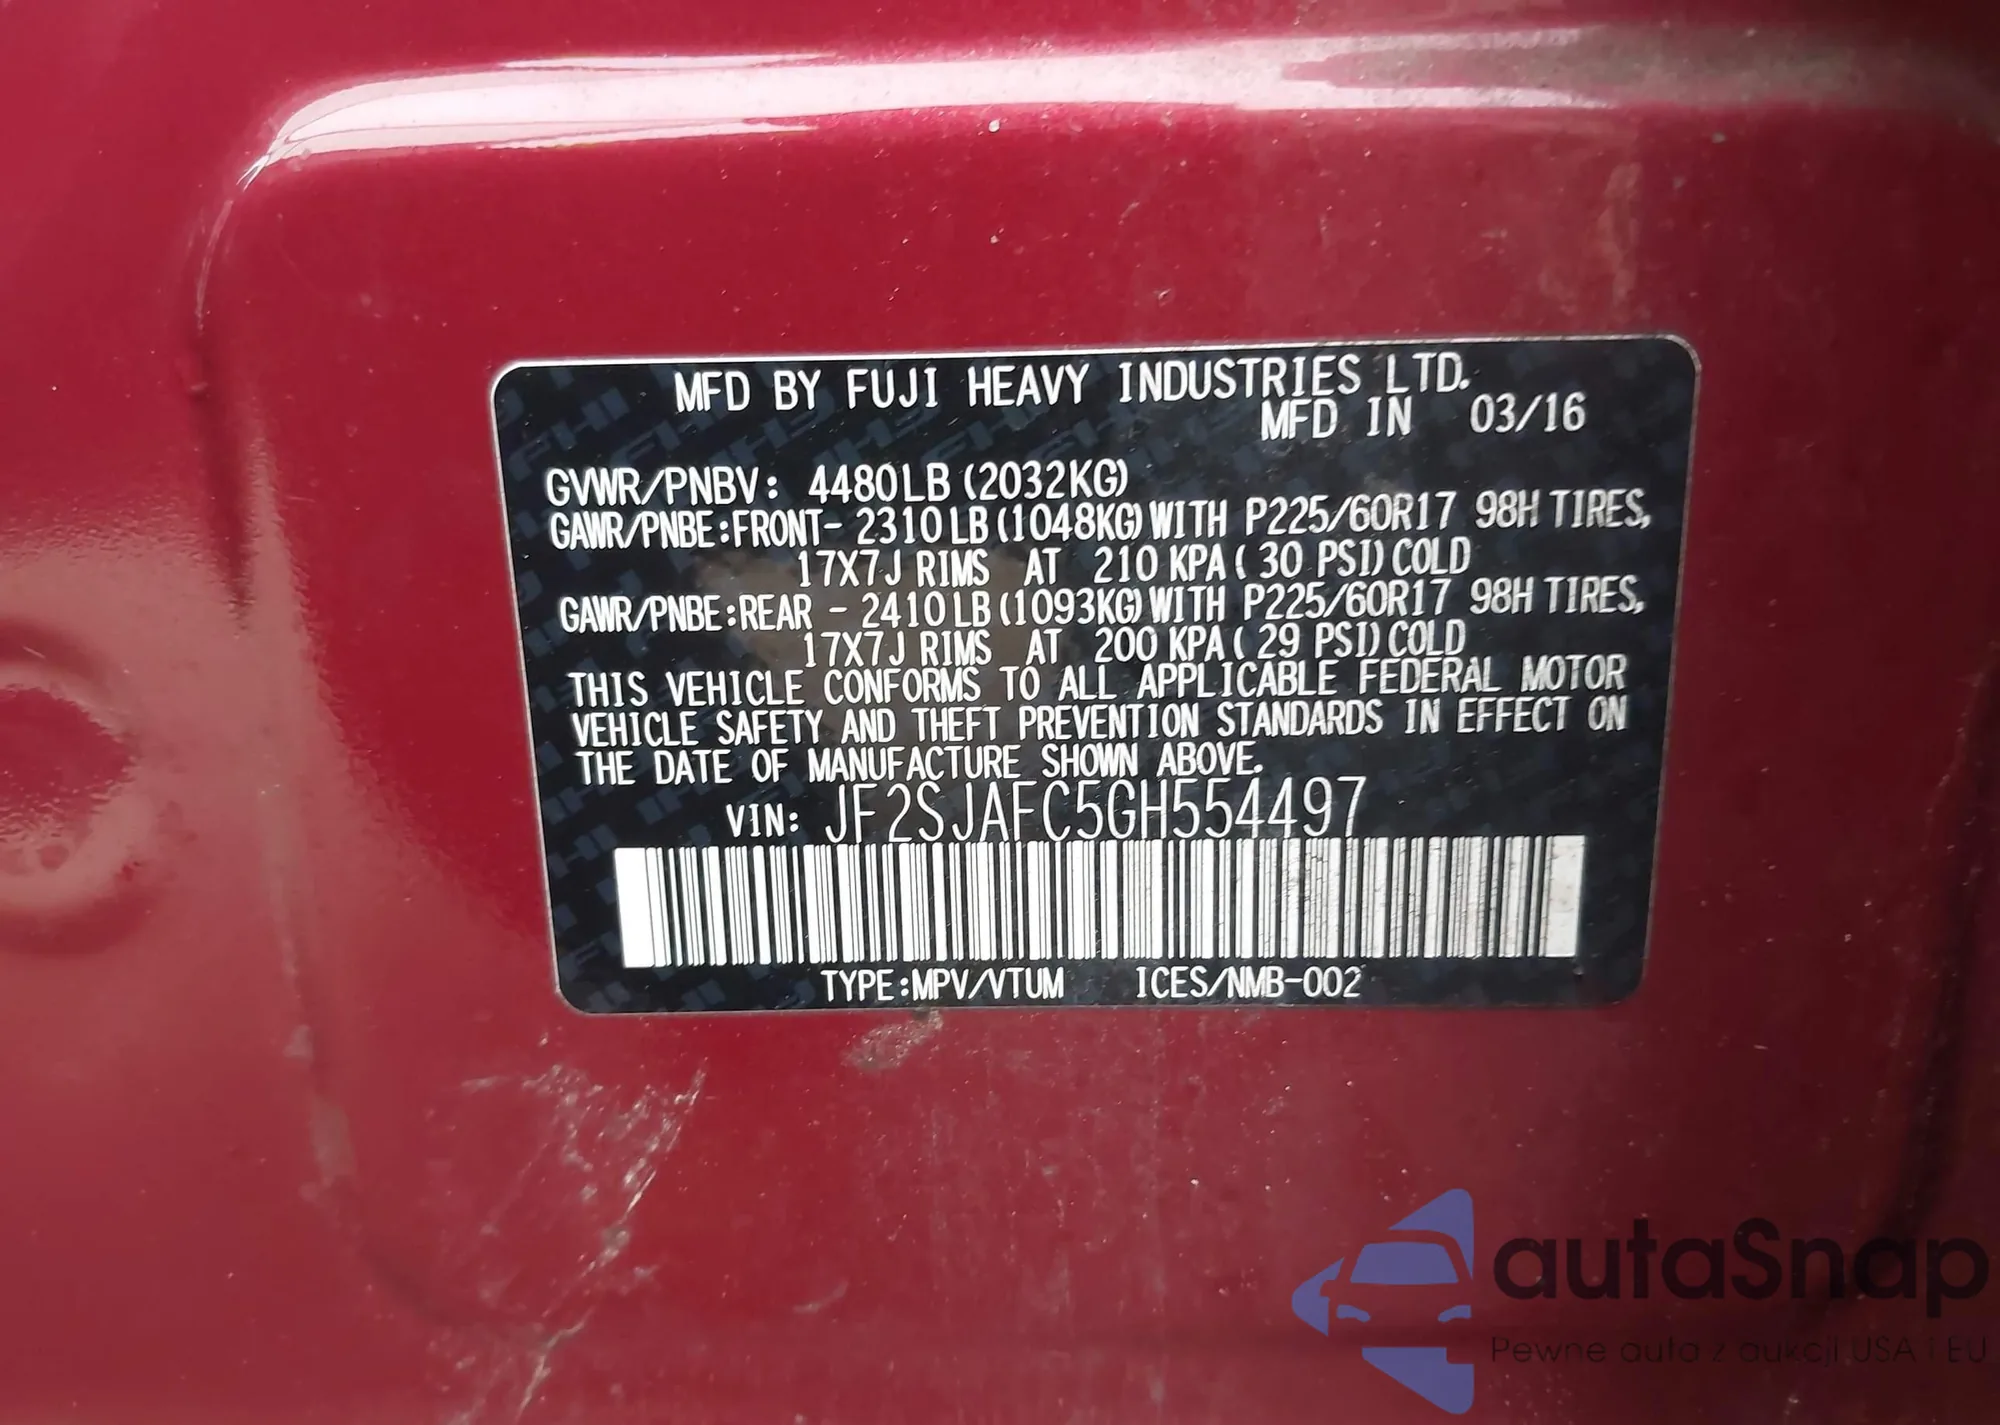 MFD BY FUJI HEAVY INDUSTRIES LTD.
MFD IN 03/16
GVWR/PNBV: 4480LB (2032KG)
GAWR/PNBE:FRONT- 2310 LB (1048KG) WITH P225/60R17 98H TIRES,
17X7J RIMS AT 210 KPA ( 30 PSI) COLD
GAWR/PNBE:REAR - 2410 LB (1093KG) WITH P225/60R17 98H TIRES,
17X7J RIMS AT 200 KPA ( 29 PSI) COLD
THIS VEHICLE CONFORMS TO ALL APPLICABLE FEDERAL MOTOR
VEHICLE SAFETY AND THEFT PREVENTION STANDARDS IN EFFECT ON
THE DATE OF MANUFACTURE SHOWN ABOVE.
VIN: JF2SJAFC5GH554497
TYPE:MPV/VTUM ICES/NMB-002
autaSnap
Pewne auta z aukcji USA i EU